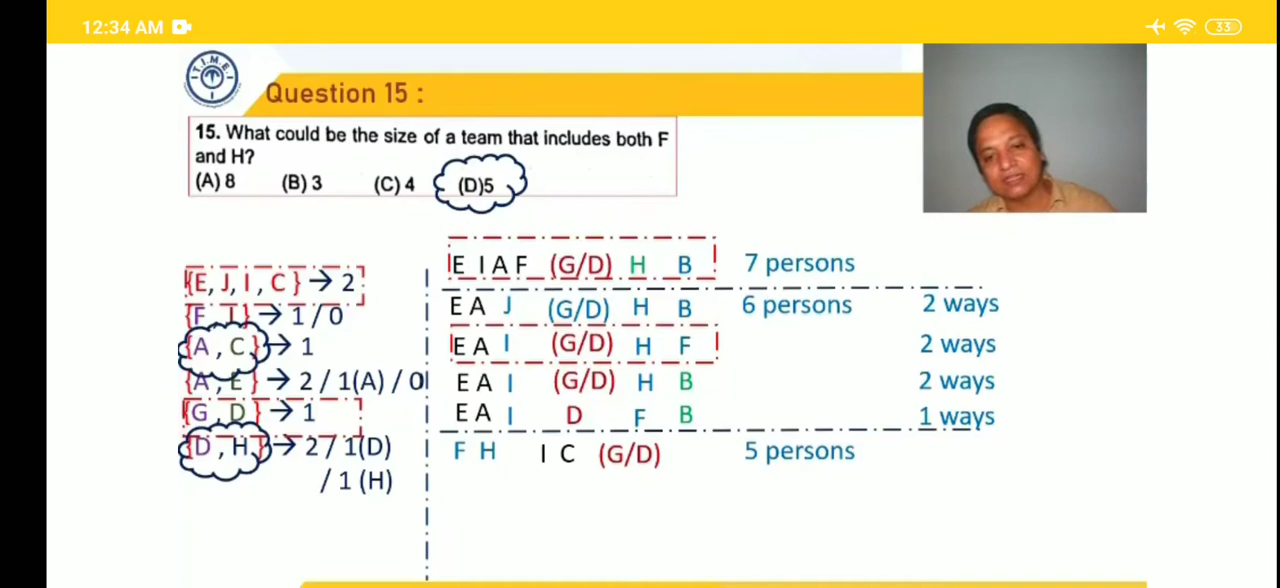 12:34 AM
33
T.I.M.E.
Question 15 :
15. What could be the size of a team that includes both F
and H?
(A) 8 (B) 3 (C) 4 (D)5
{E, J, I , C } → 2
{F, J} → 1 / 0
{A , C } → 1
{A , E } → 2 / 1(A) / 0
{G , D } → 1
{D , H } → 2 / 1(D)
/ 1 (H)
E I A F (G/D) H B 7 persons
E A J (G/D) H B 6 persons 2 ways
E A I (G/D) H F 2 ways
E A I (G/D) H B 2 ways
E A I D F B 1 ways
F H I C (G/D) 5 persons